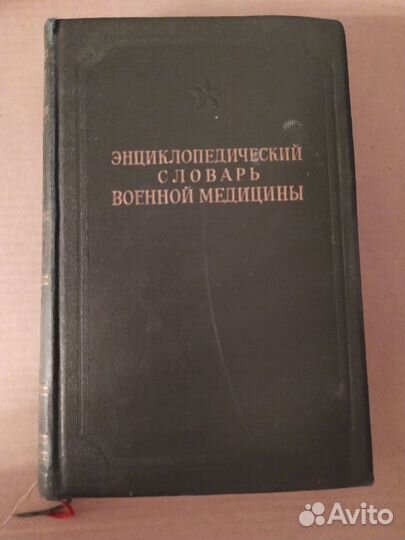 ЭНЦИКЛОПЕДИЧЕСКИЙ
СЛОВАРЬ
ВОЕННОЙ МЕДИЦИНЫ
Avito